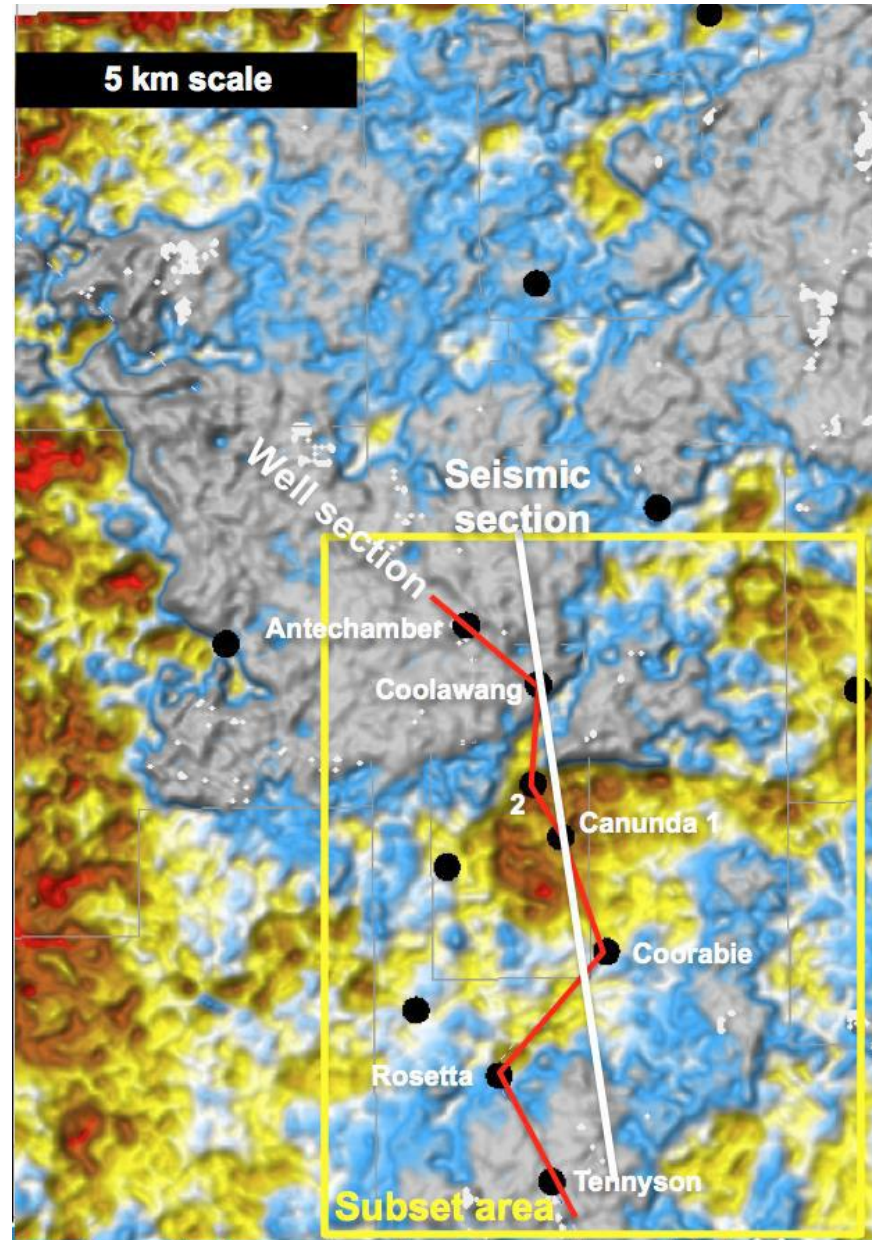 5 km scale
Well section
Seismic
section
Antechamber
Coolawang
2
Canunda 1
Coorabie
Rosetta
Tennyson
Subset area